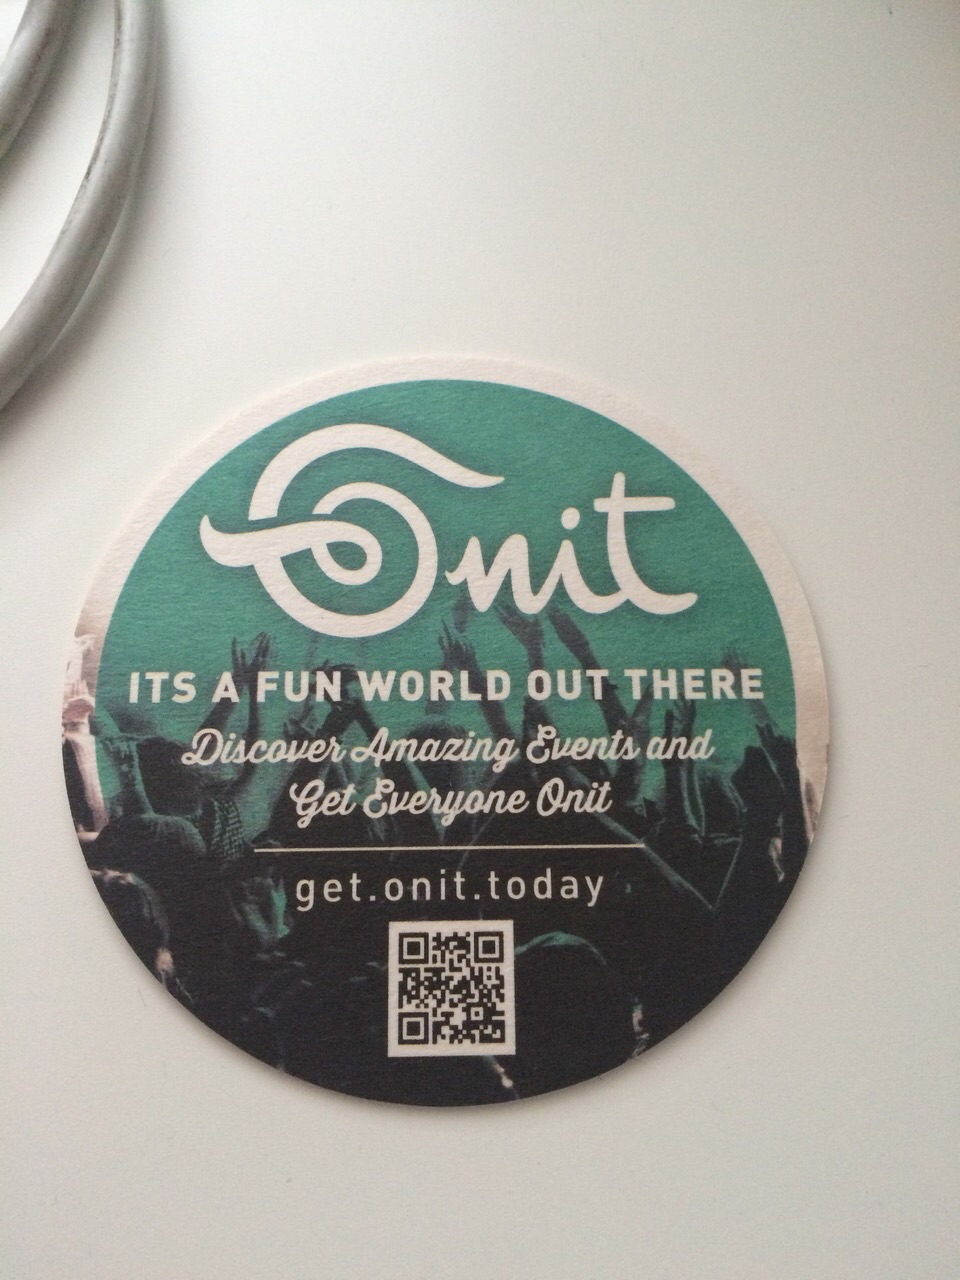 Onit
ITS A FUN WORLD OUT THERE
Discover Amazing Events and
Get Everyone Onit
get.onit.today